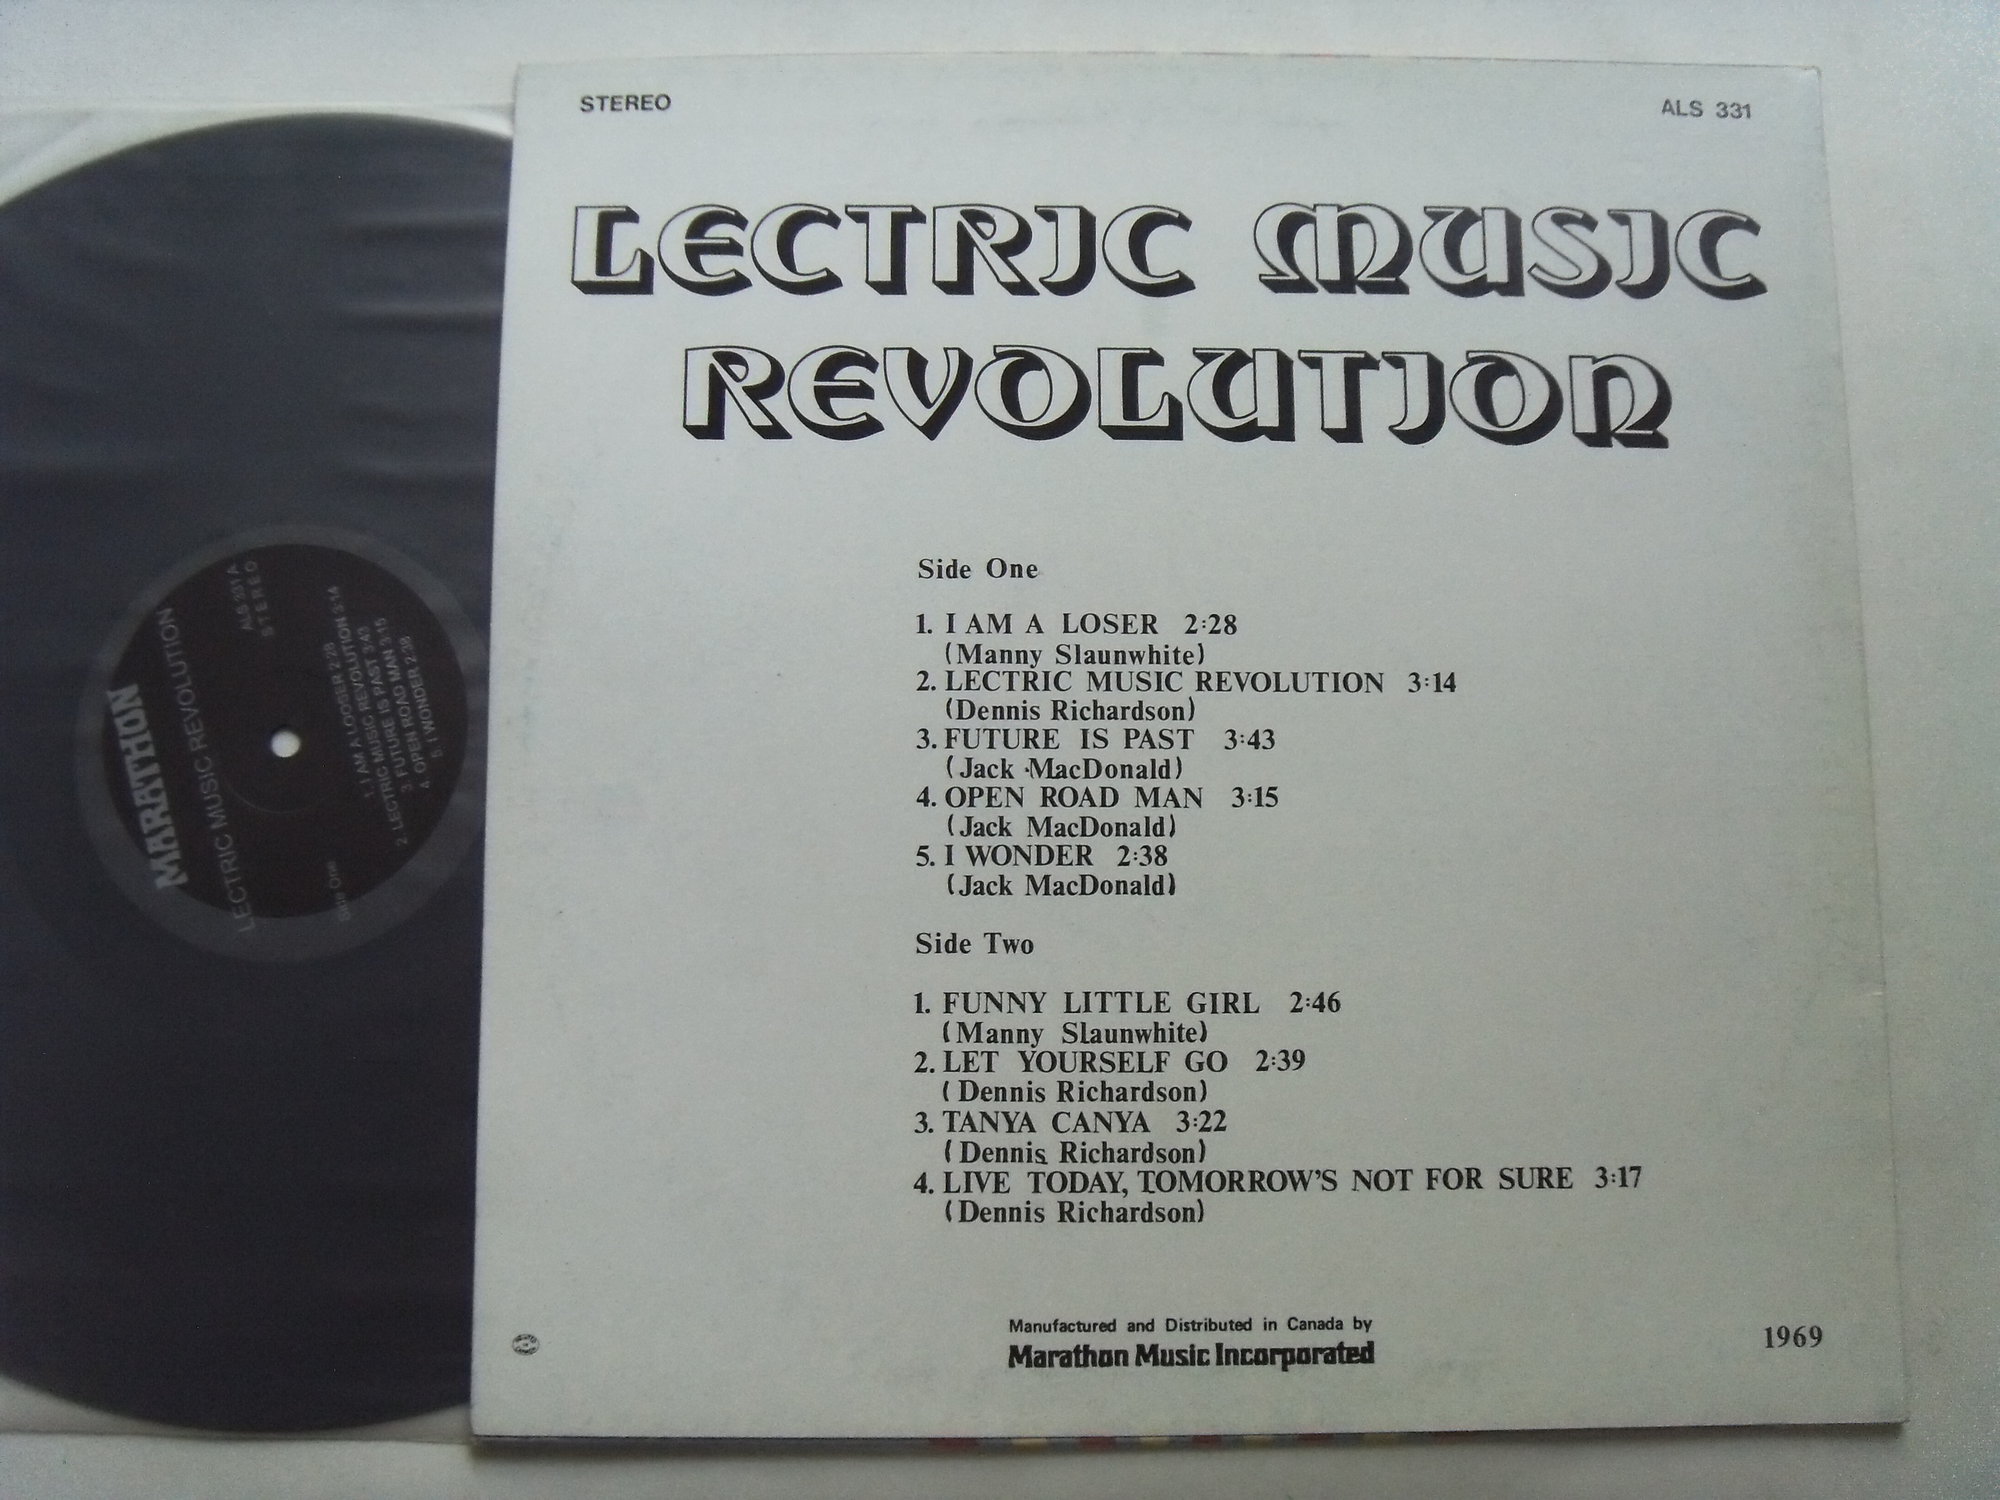 STEREO
ALS 331
LECTRIC MUSIC
REVOLUTION
Side One
1. I AM A LOSER 2:28
(Manny Slaunwhite)
2. LECTRIC MUSIC REVOLUTION 3:14
(Dennis Richardson)
3. FUTURE IS PAST 3:43
(Jack MacDonald)
4. OPEN ROAD MAN 3:15
(Jack MacDonald)
5. I WONDER 2:38
(Jack MacDonald)
Side Two
1. FUNNY LITTLE GIRL 2:46
(Manny Slaunwhite)
2. LET YOURSELF GO 2:39
(Dennis Richardson)
3. TANYA CANYA 3:22
(Dennis Richardson)
4. LIVE TODAY, TOMORROW'S NOT FOR SURE 3:17
(Dennis Richardson)
Manufactured and Distributed in Canada by
Marathon Music Incorporated
1969
MARATHON
LECTRIC MUSIC REVOLUTION
STEREO
Side One
1. I AM A LOOSER 2:28
2. LECTRIC MUSIC REVOLUTION 3:14
3. FUTURE IS PAST 3:43
4. OPEN ROAD MAN 3:15
5. I WONDER 2:38